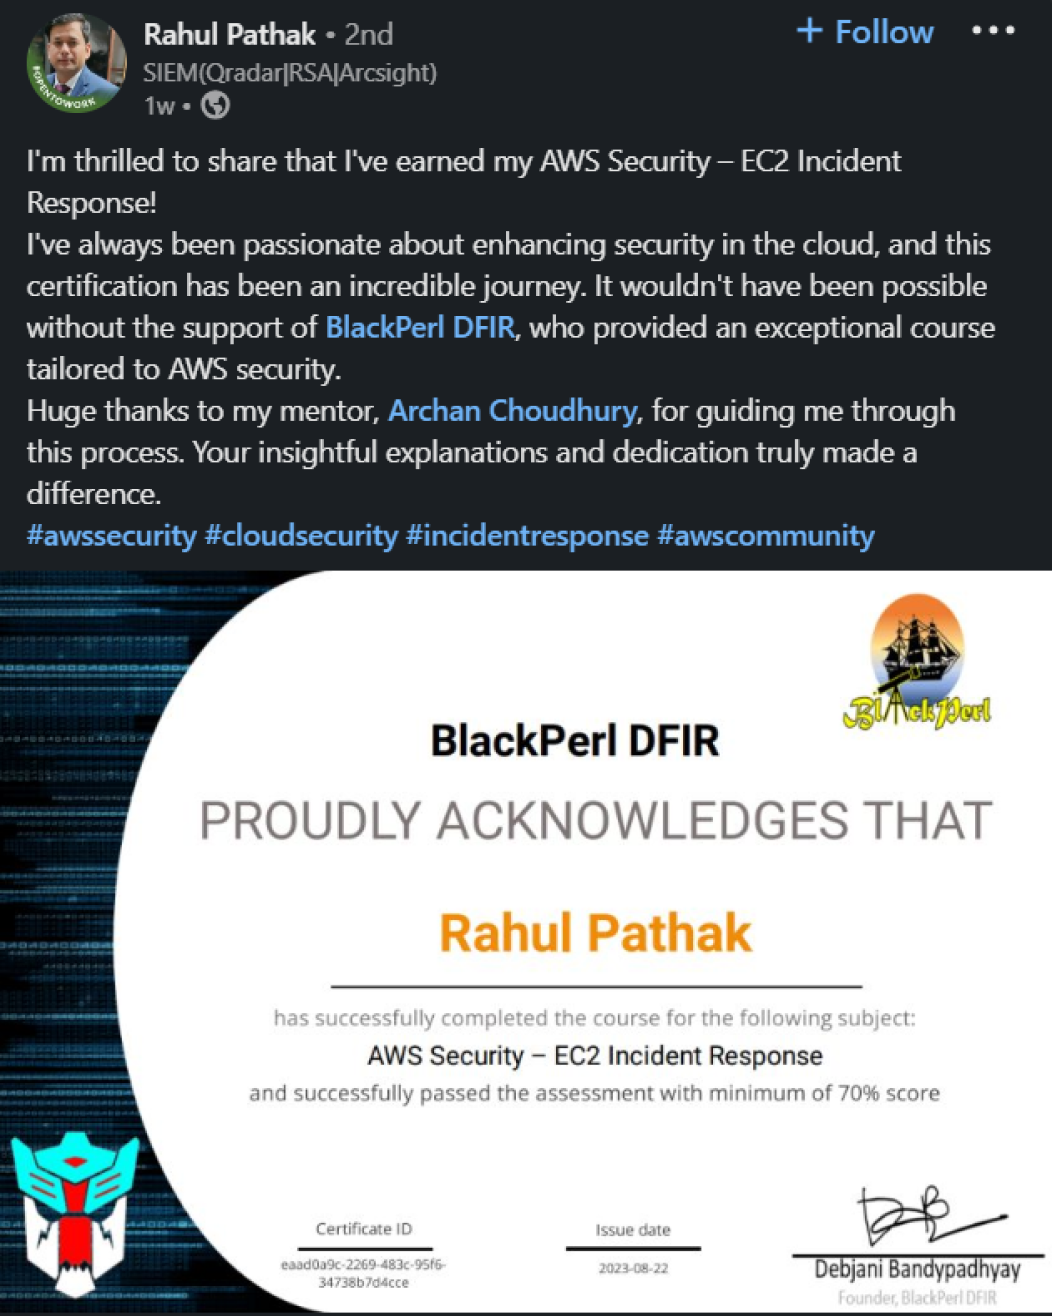 Rahul Pathak • 2nd
+ Follow
SIEM(Qradar|RSA|Arcsight)
1w •
#OPENTOWORK
I'm thrilled to share that I've earned my AWS Security – EC2 Incident
Response!
I've always been passionate about enhancing security in the cloud, and this
certification has been an incredible journey. It wouldn't have been possible
without the support of BlackPerl DFIR, who provided an exceptional course
tailored to AWS security.
Huge thanks to my mentor, Archan Choudhury, for guiding me through
this process. Your insightful explanations and dedication truly made a
difference.
#awssecurity #cloudsecurity #incidentresponse #awscommunity
BlackPerl
BlackPerl DFIR
PROUDLY ACKNOWLEDGES THAT
Rahul Pathak
has successfully completed the course for the following subject:
AWS Security – EC2 Incident Response
and successfully passed the assessment with minimum of 70% score
Certificate ID
eaad0a9c-2269-483c-95f6-
34738b7d4cce
Issue date
2023-08-22
Debjani Bandypadhyay
Founder, BlackPerl DFIR